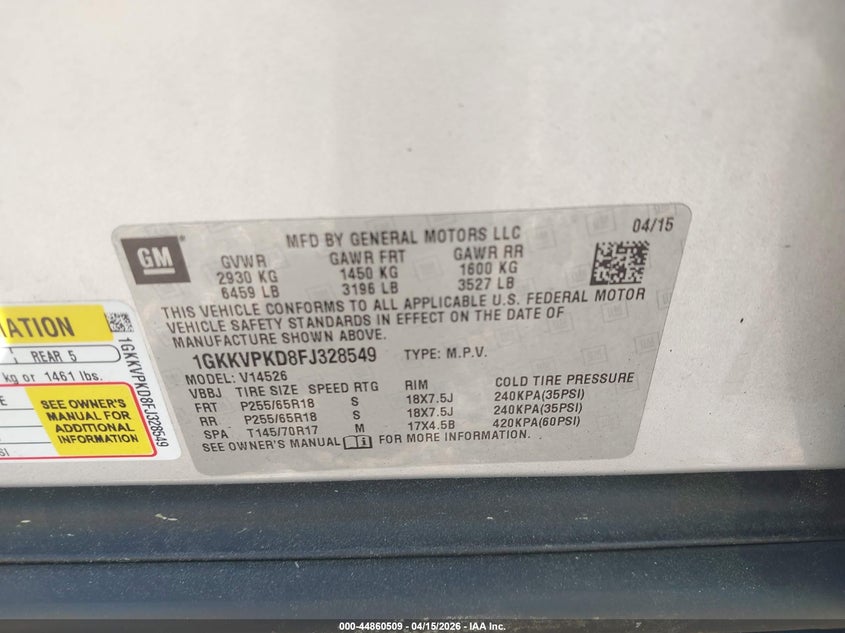 GM
MFD BY GENERAL MOTORS LLC
04/15
GVWR GAWR FRT GAWR RR
2930 KG 1450 KG 1600 KG
6459 LB 3196 LB 3527 LB
THIS VEHICLE CONFORMS TO ALL APPLICABLE U.S. FEDERAL MOTOR
VEHICLE SAFETY STANDARDS IN EFFECT ON THE DATE OF
MANUFACTURE SHOWN ABOVE.
1GKKVPKD8FJ328549 TYPE: M.P.V.
MODEL: V14526
VBBJ TIRE SIZE SPEED RTG RIM COLD TIRE PRESSURE
FRT P255/65R18 S 18X7.5J 240KPA(35PSI)
RR P255/65R18 S 18X7.5J 240KPA(35PSI)
SPA T145/70R17 M 17X4.5B 420KPA(60PSI)
SEE OWNER'S MANUAL FOR MORE INFORMATION.
ATION
REAR 5
kg or 1461 lbs.
SEE OWNER'S
MANUAL FOR
ADDITIONAL
INFORMATION
1GKKVPKD8FJ328549
000-44860509 - 04/15/2026 - IAA Inc.